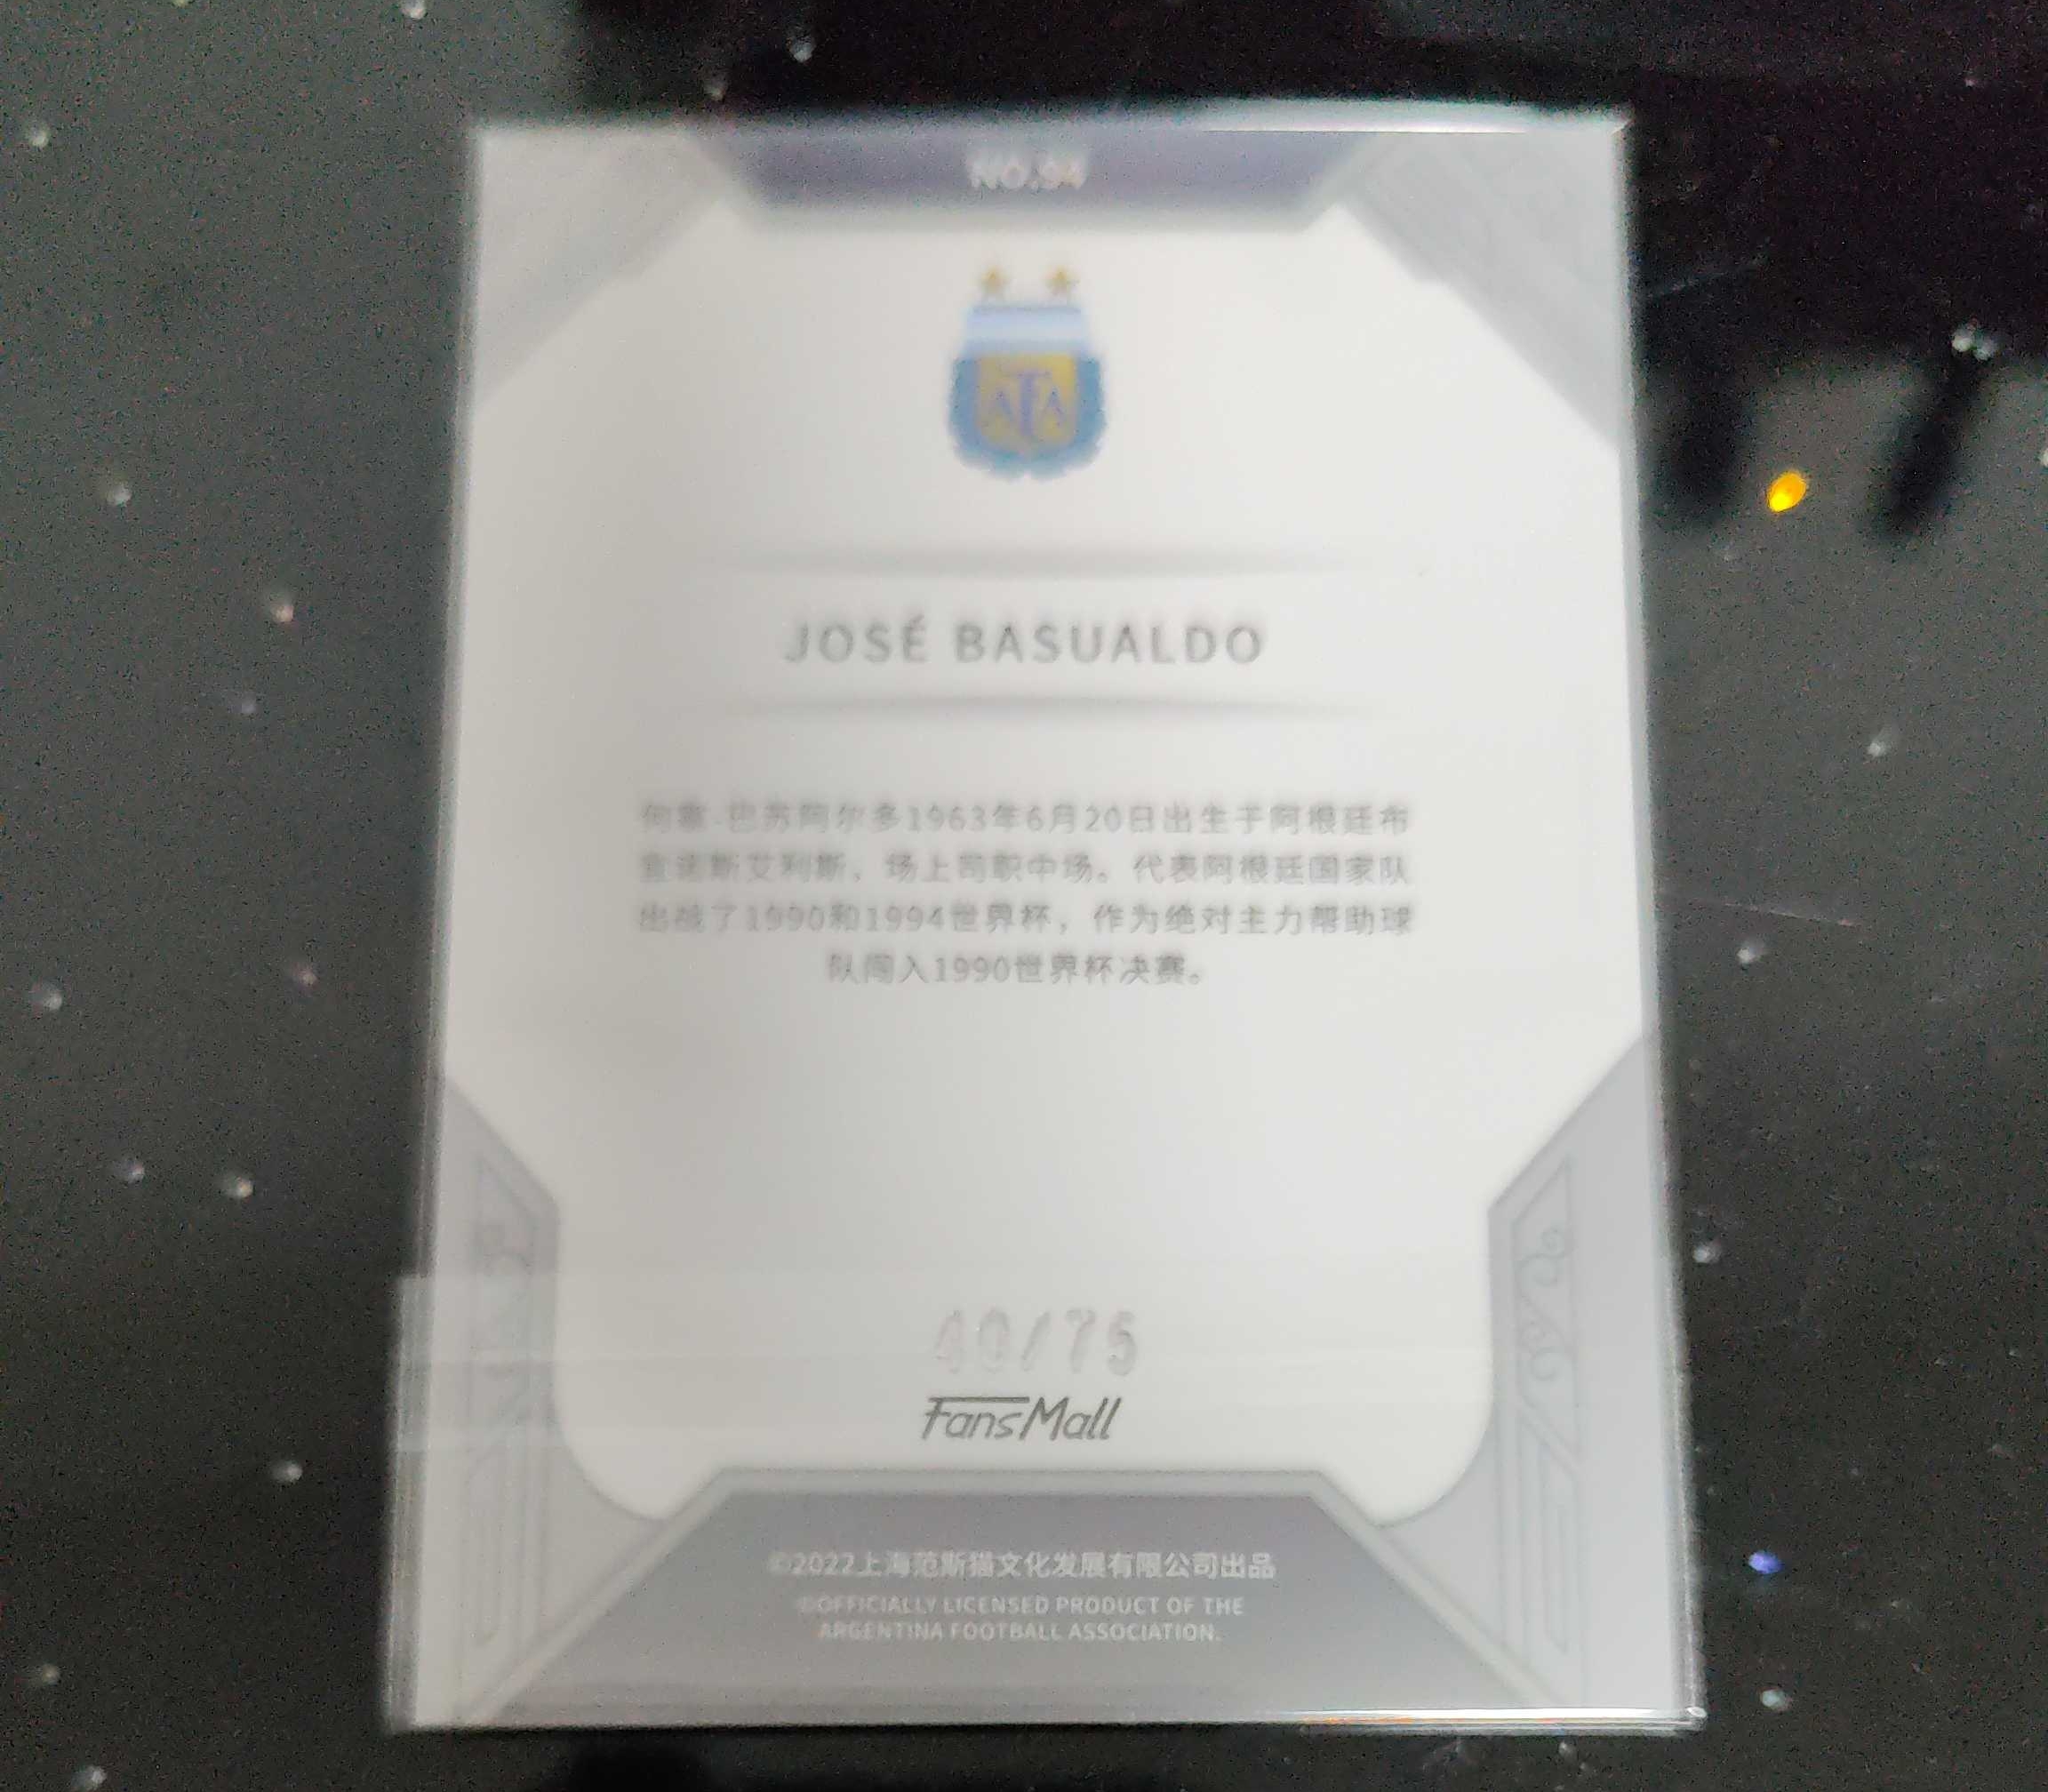 NO.94
AFA
JOSÉ BASUALDO
何塞·巴苏阿尔多1963年6月20日出生于阿根廷布
宜诺斯艾利斯，场上司职中场。代表阿根廷国家队
出战了1990和1994世界杯，作为绝对主力帮助球
队闯入1990世界杯决赛。
40/75
FansMall
©2022上海范斯猫文化发展有限公司出品
©OFFICIALLY LICENSED PRODUCT OF THE
ARGENTINA FOOTBALL ASSOCIATION.